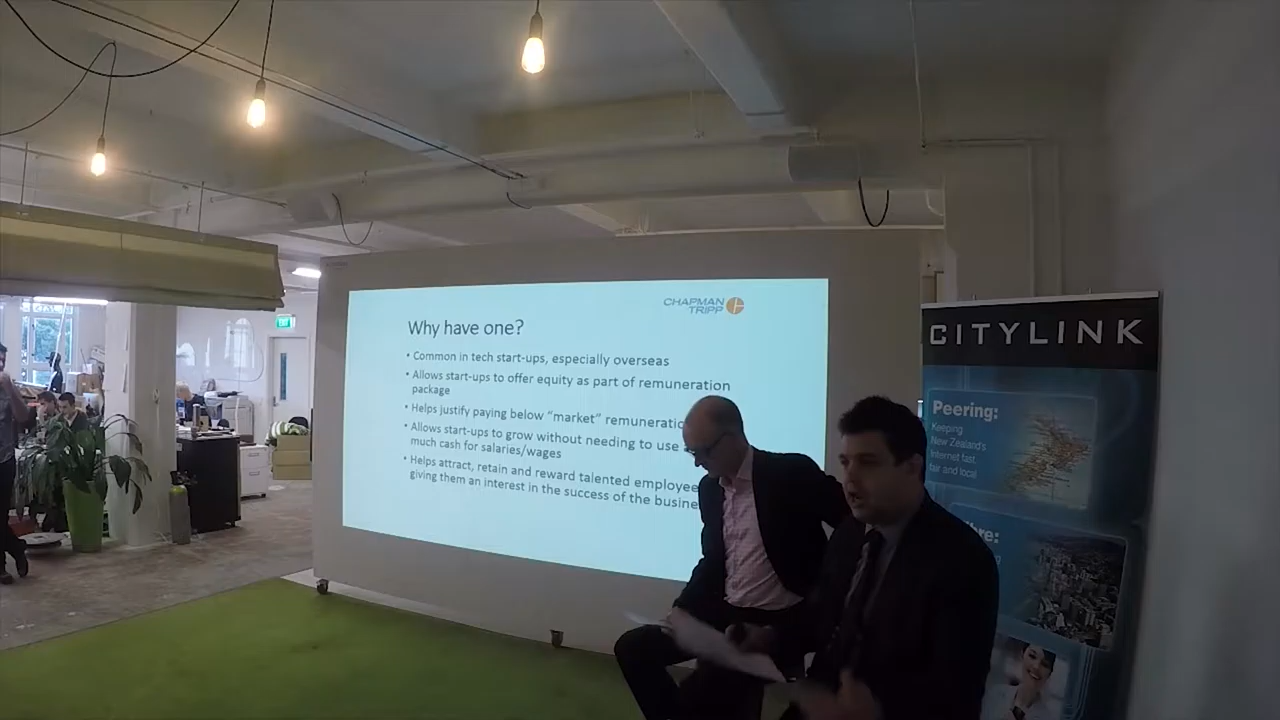 CHAPMAN
TRIPP
Why have one?
• Common in tech start-ups, especially overseas
• Allows start-ups to offer equity as part of remuneration
package
• Helps justify paying below "market"
• Allows start-ups to grow without needing to use
much cash for salaries/wages
• Helps attract, retain and reward talented
giving them an interest in the success of the
CITYLINK
Peering:
Keeping
New Zealand's
Internet fast,
fair and local
EXIT